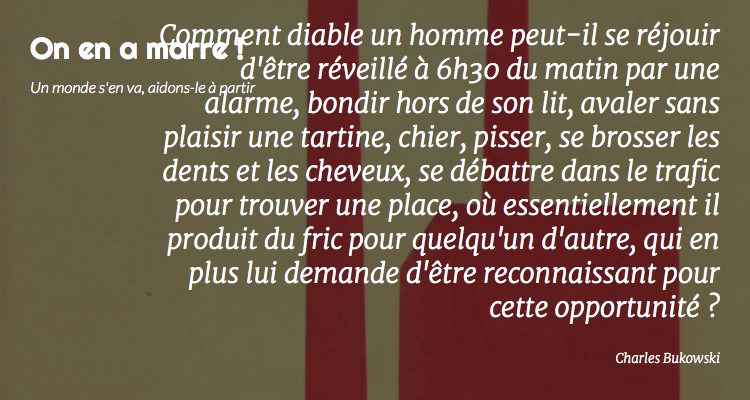 On en a marre !
Un monde s'en va, aidons-le à partir
Comment diable un homme peut-il se réjouir
d'être réveillé à 6h30 du matin par une
alarme, bondir hors de son lit, avaler sans
plaisir une tartine, chier, pisser, se brosser les
dents et les cheveux, se débattre dans le trafic
pour trouver une place, où essentiellement il
produit du fric pour quelqu'un d'autre, qui en
plus lui demande d'être reconnaissant pour
cette opportunité ?
Charles Bukowski